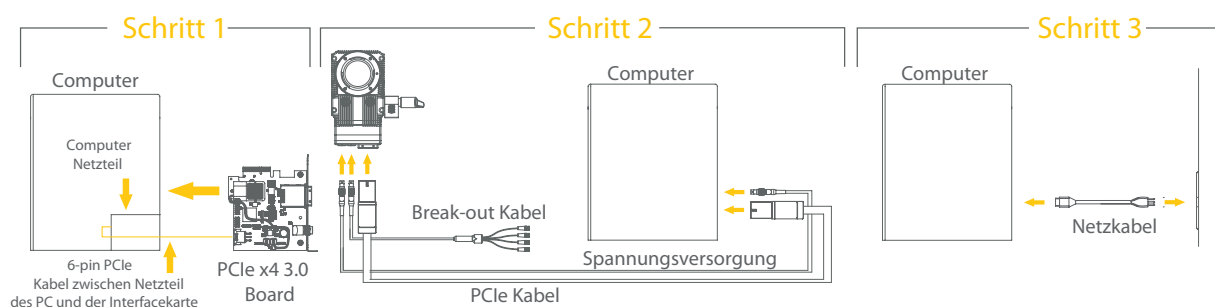 Schritt 1
Computer
Computer
Netzteil
6-pin PCIe
Kabel zwischen Netzteil
des PC und der Interfacekarte
PCIe x4 3.0
Board
Schritt 2
Break-out Kabel
Computer
Spannungsversorgung
PCIe Kabel
Schritt 3
Computer
Netzkabel